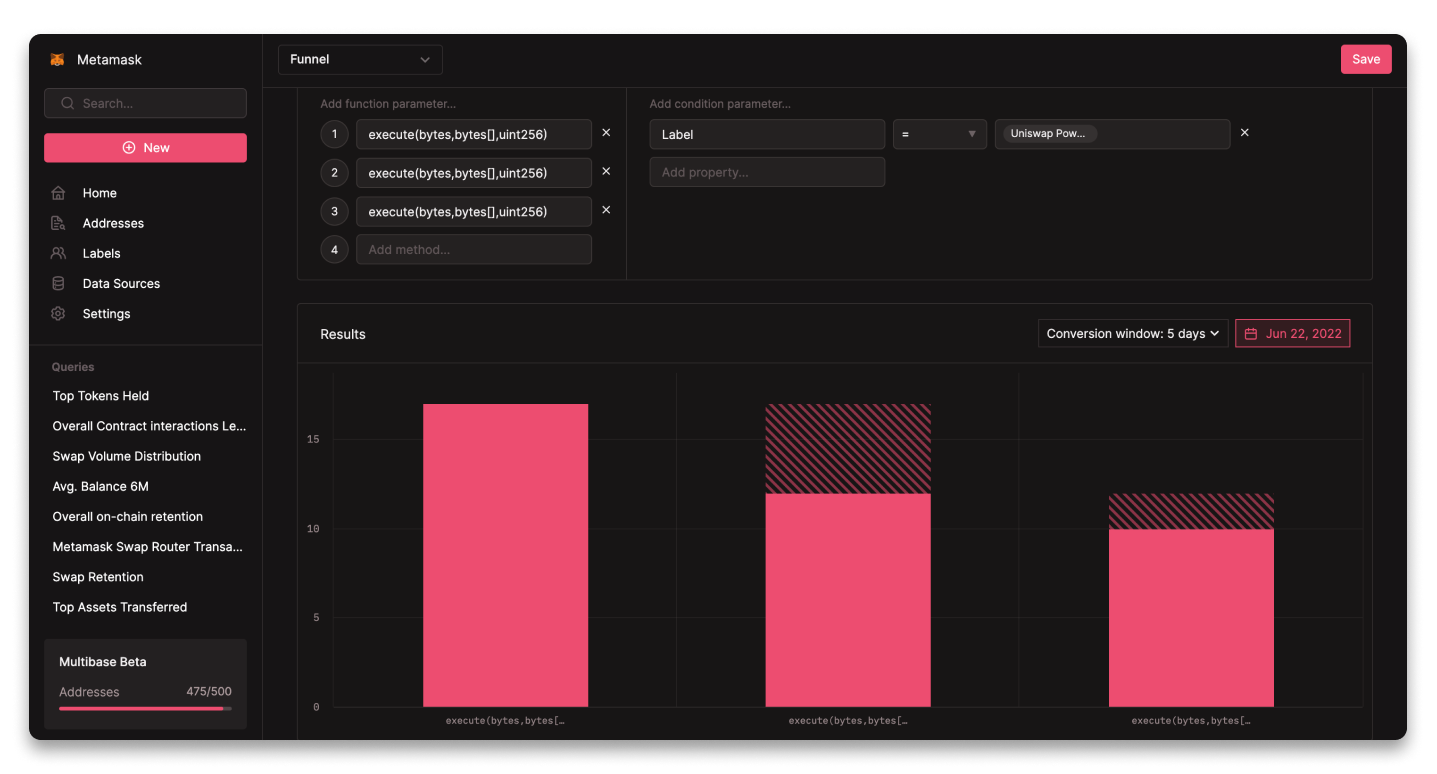 Metamask
Funnel
Save
Search...
New
Home
Addresses
Labels
Data Sources
Settings
Queries
Top Tokens Held
Overall Contract interactions Le...
Swap Volume Distribution
Avg. Balance 6M
Overall on-chain retention
Metamask Swap Router Transa...
Swap Retention
Top Assets Transferred
Multibase Beta
Addresses 475/500
Add function parameter...
1 execute(bytes,bytes[],uint256) ×
2 execute(bytes,bytes[],uint256) ×
3 execute(bytes,bytes[],uint256) ×
4 Add method...
Add condition parameter...
Label = Uniswap Pow... ×
Add property...
Results
Conversion window: 5 days
Jun 22, 2022
15
10
5
0
execute(bytes,bytes[…
execute(bytes,bytes[…
execute(bytes,bytes[…